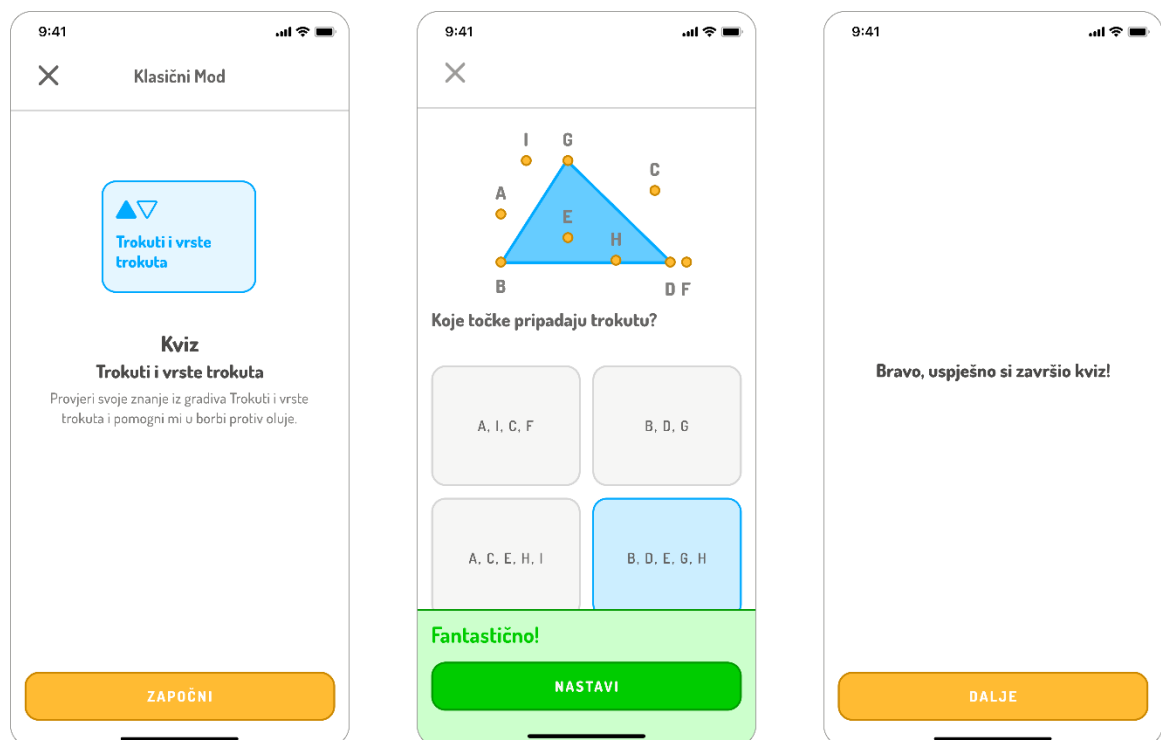 9:41
Klasični Mod
Trokuti i vrste
trokuta
Kviz
Trokuti i vrste trokuta
Provjeri svoje znanje iz gradiva Trokuti i vrste
trokuta i pomogni mi u borbi protiv oluje.
ZAPOČNI
9:41
I G
C
A
E
H
B
D F
Koje točke pripadaju trokutu?
A, I, C, F
B, D, G
A, C, E, H, I
B, D, E, G, H
Fantastično!
NASTAVI
9:41
Bravo, uspješno si završio kviz!
DALJE